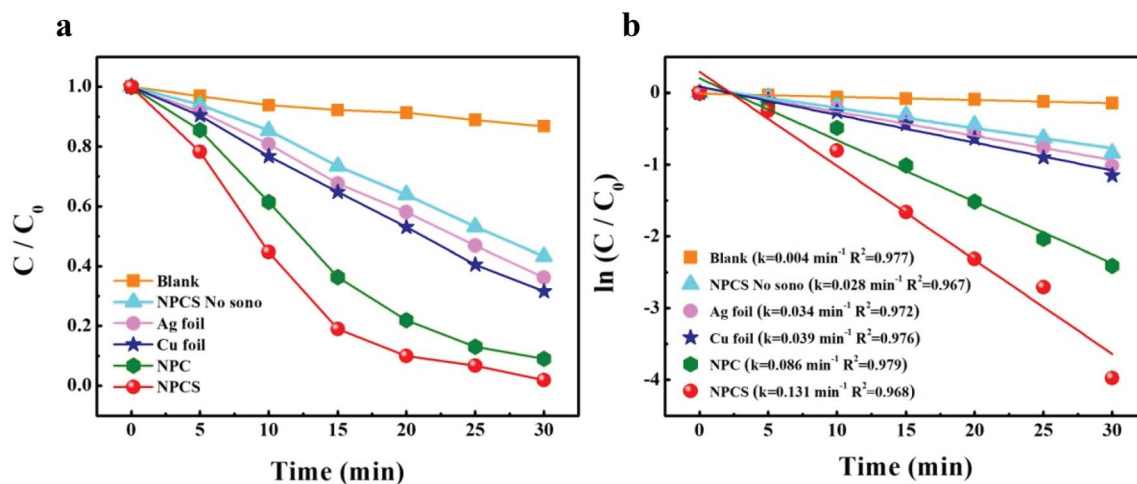 a
C / C₀
1.0
0.8
0.6
0.4
0.2
0.0
Blank
NPCS No sono
Ag foil
Cu foil
NPC
NPCS
0 5 10 15 20 25 30
Time (min)
b
ln (C / C₀)
0
-1
-2
-3
-4
Blank (k=0.004 min⁻¹ R²=0.977)
NPCS No sono (k=0.028 min⁻¹ R²=0.967)
Ag foil (k=0.034 min⁻¹ R²=0.972)
Cu foil (k=0.039 min⁻¹ R²=0.976)
NPC (k=0.086 min⁻¹ R²=0.979)
NPCS (k=0.131 min⁻¹ R²=0.968)
0 5 10 15 20 25 30
Time (min)